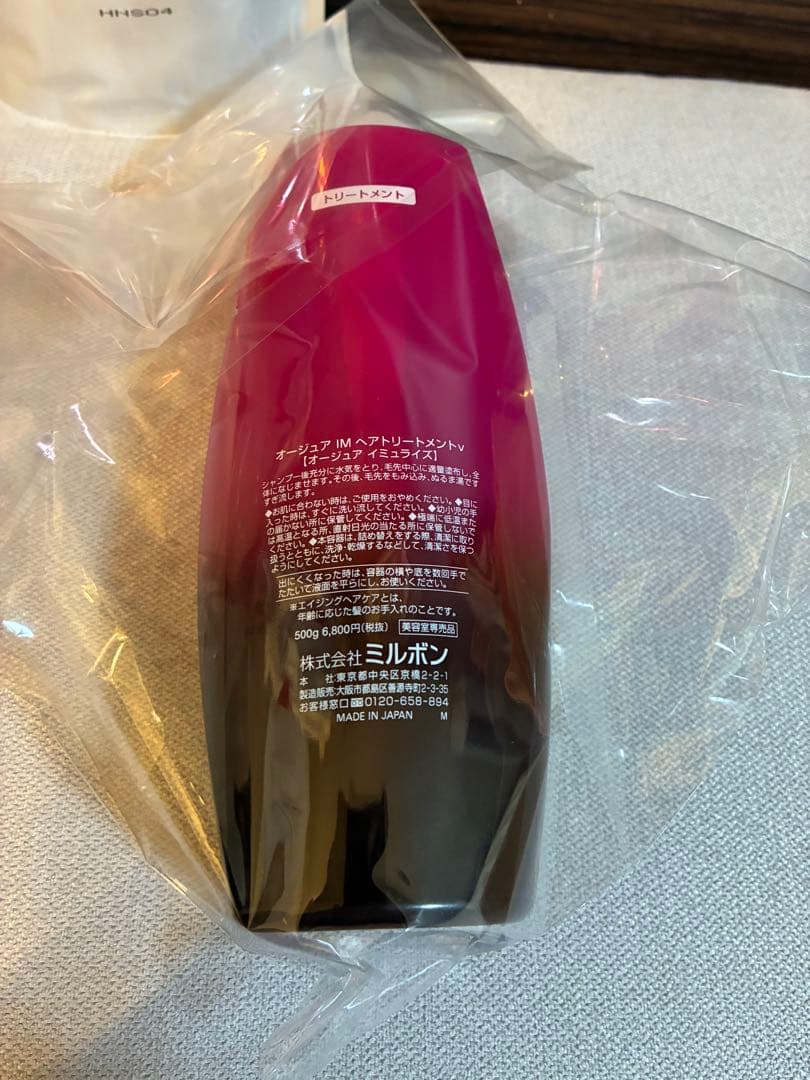 HNS04
トリートメント
オージュア IM ヘアトリートメントv
【オージュア イミュライズ】
シャンプー後充分に水気をとり、毛先中心に適量塗布し、全
体になじませます。その後、毛先をもみ込み、ぬるま湯で
すすぎ流します。
◆お肌に合わない時は、ご使用をおやめください。◆目に
入った時は、すぐに洗い流してください。◆幼小児の手
の届かない所に保管してください。◆極端に低温また
は高温となる所、直射日光の当たる所に保管しないで
ください。◆本容器は、詰め替えをする際、清潔に取り
扱うとともに、洗浄・乾燥するなどして、清潔さを保つ
ようにしてください。
出にくくなった時は、容器の横や底を数回手で
たたいて液面を平らにし、お使いください。
※エイジングヘアケアとは、
年齢に応じた髪のお手入れのことです。
500g 6,800円(税抜) 美容室専売品
株式会社 ミルボン
本 社:東京都中央区京橋2-2-1
製造販売:大阪市都島区善源寺町2-3-35
お客様窓口 0120-658-894
MADE IN JAPAN M